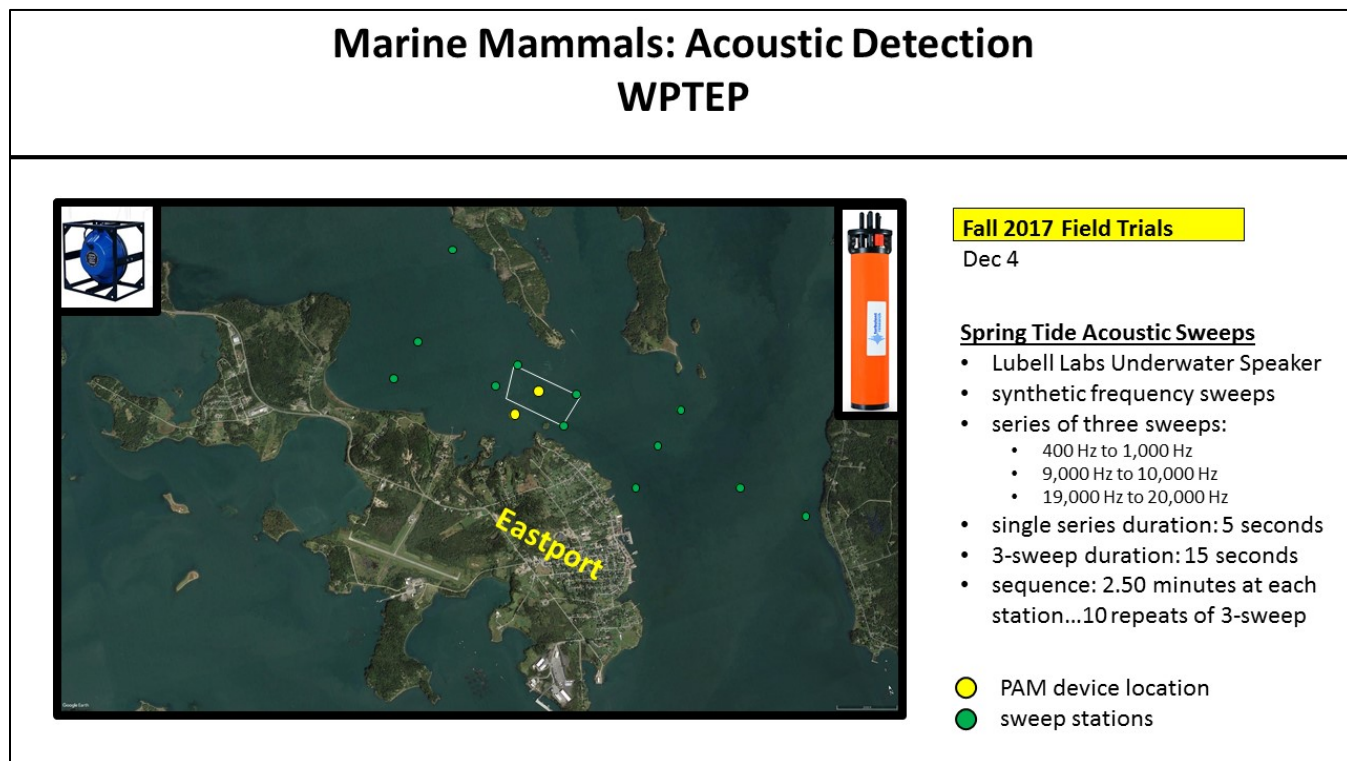 Marine Mammals: Acoustic Detection
WPTEP
Fall 2017 Field Trials
Dec 4
Spring Tide Acoustic Sweeps
• Lubell Labs Underwater Speaker
• synthetic frequency sweeps
• series of three sweeps:
• 400 Hz to 1,000 Hz
• 9,000 Hz to 10,000 Hz
• 19,000 Hz to 20,000 Hz
• single series duration: 5 seconds
• 3-sweep duration: 15 seconds
• sequence: 2.50 minutes at each
station...10 repeats of 3-sweep
PAM device location
sweep stations
Eastport
Google Earth